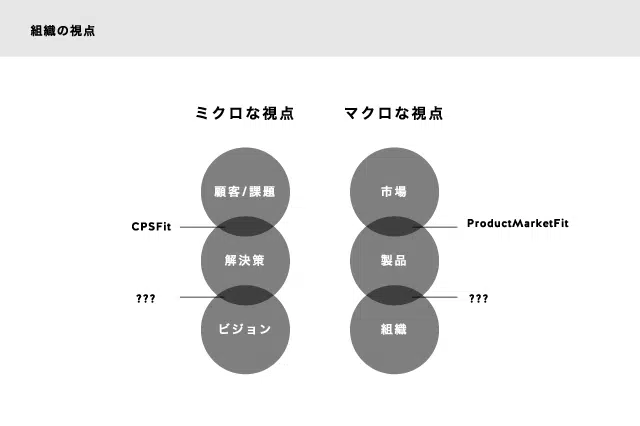 組織の視点
ミクロな視点
マクロな視点
顧客/課題
市場
CPSFit
ProductMarketFit
解決策
製品
???
???
ビジョン
組織